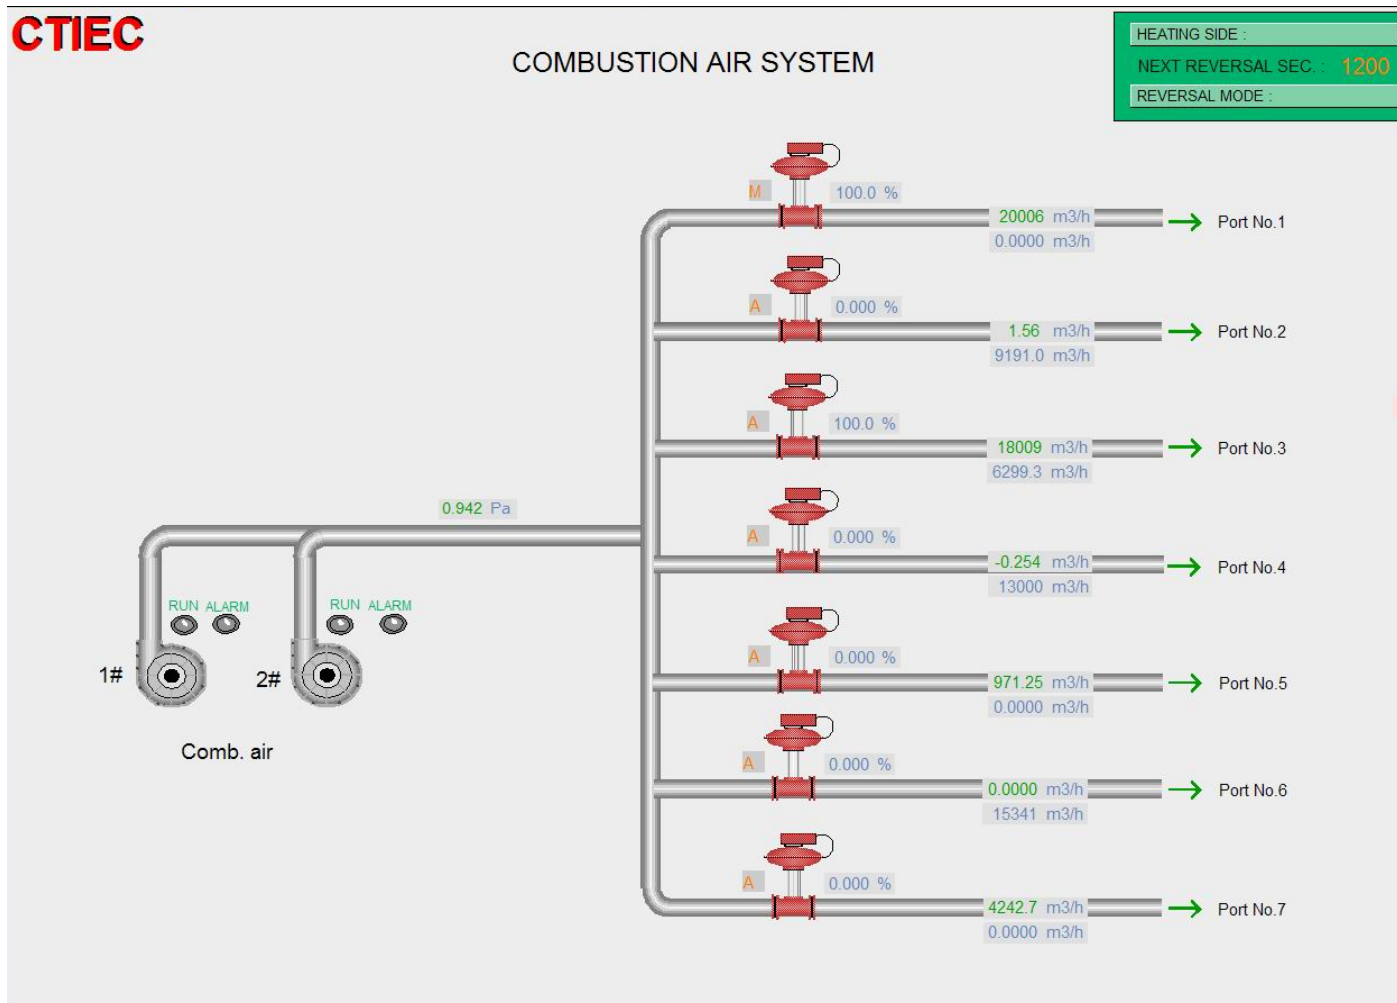 CTIEC
COMBUSTION AIR SYSTEM
HEATING SIDE :
NEXT REVERSAL SEC. : 1200
REVERSAL MODE :
M 100.0 %
20006 m3/h
0.0000 m3/h
Port No.1
A 0.000 %
1.56 m3/h
9191.0 m3/h
Port No.2
A 100.0 %
18009 m3/h
6299.3 m3/h
Port No.3
0.942 Pa
A 0.000 %
-0.254 m3/h
13000 m3/h
Port No.4
RUN ALARM
RUN ALARM
1#
2#
Comb. air
A 0.000 %
971.25 m3/h
0.0000 m3/h
Port No.5
A 0.000 %
0.0000 m3/h
15341 m3/h
Port No.6
A 0.000 %
4242.7 m3/h
0.0000 m3/h
Port No.7